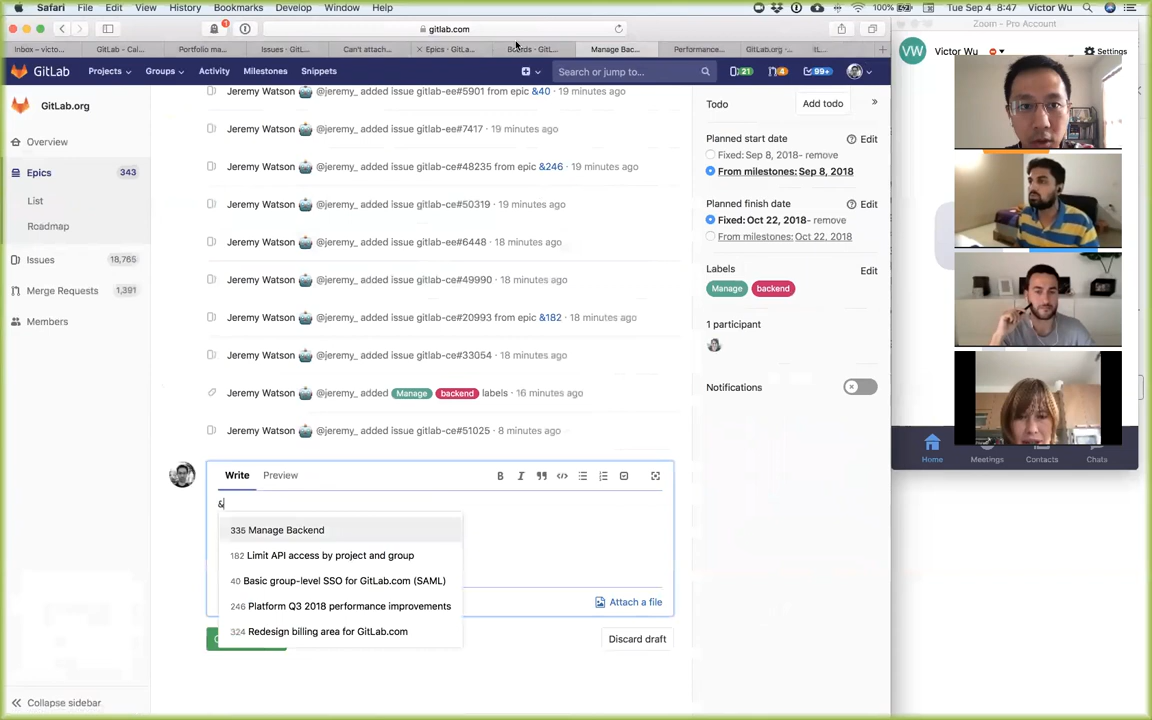 Safari File Edit View History Bookmarks Develop Window Help
100% Tue Sep 4 8:47 Victor Wu
gitlab.com
1
Inbox – victo...
GitLab - Cal...
Portfolio ma...
Issues · GitL...
Can't attach...
× Epics · GitLa...
Manage Bac...
Performance...
GitLab.org ·...
GitLab
Projects
Groups
Activity
Milestones
Snippets
Search or jump to...
21
4
99+
GitLab.org
Overview
Epics 343
List
Roadmap
Issues 18,765
Merge Requests 1,391
Members
Collapse sidebar
Jeremy Watson @jeremy_ added issue gitlab-ee#5901 from epic &40 · 19 minutes ago
Jeremy Watson @jeremy_ added issue gitlab-ee#7417 · 19 minutes ago
Jeremy Watson @jeremy_ added issue gitlab-ce#48235 from epic &246 · 19 minutes ago
Jeremy Watson @jeremy_ added issue gitlab-ce#50319 · 19 minutes ago
Jeremy Watson @jeremy_ added issue gitlab-ee#6448 · 18 minutes ago
Jeremy Watson @jeremy_ added issue gitlab-ce#49990 · 18 minutes ago
Jeremy Watson @jeremy_ added issue gitlab-ce#20993 from epic &182 · 18 minutes ago
Jeremy Watson @jeremy_ added issue gitlab-ce#33054 · 18 minutes ago
Jeremy Watson @jeremy_ added Manage backend labels · 16 minutes ago
Jeremy Watson @jeremy_ added issue gitlab-ce#51025 · 8 minutes ago
Write Preview
&
335 Manage Backend
182 Limit API access by project and group
40 Basic group-level SSO for GitLab.com (SAML)
246 Platform Q3 2018 performance improvements
324 Redesign billing area for GitLab.com
Attach a file
Discard draft
Todo
Add todo
Planned start date
Edit
Fixed: Sep 8, 2018- remove
From milestones: Sep 8, 2018
Planned finish date
Edit
Fixed: Oct 22, 2018- remove
From milestones: Oct 22, 2018
Labels
Edit
Manage backend
1 participant
Notifications
Zoom - Pro Account
VW
Victor Wu
Settings
Home
Meetings
Contacts
Chats